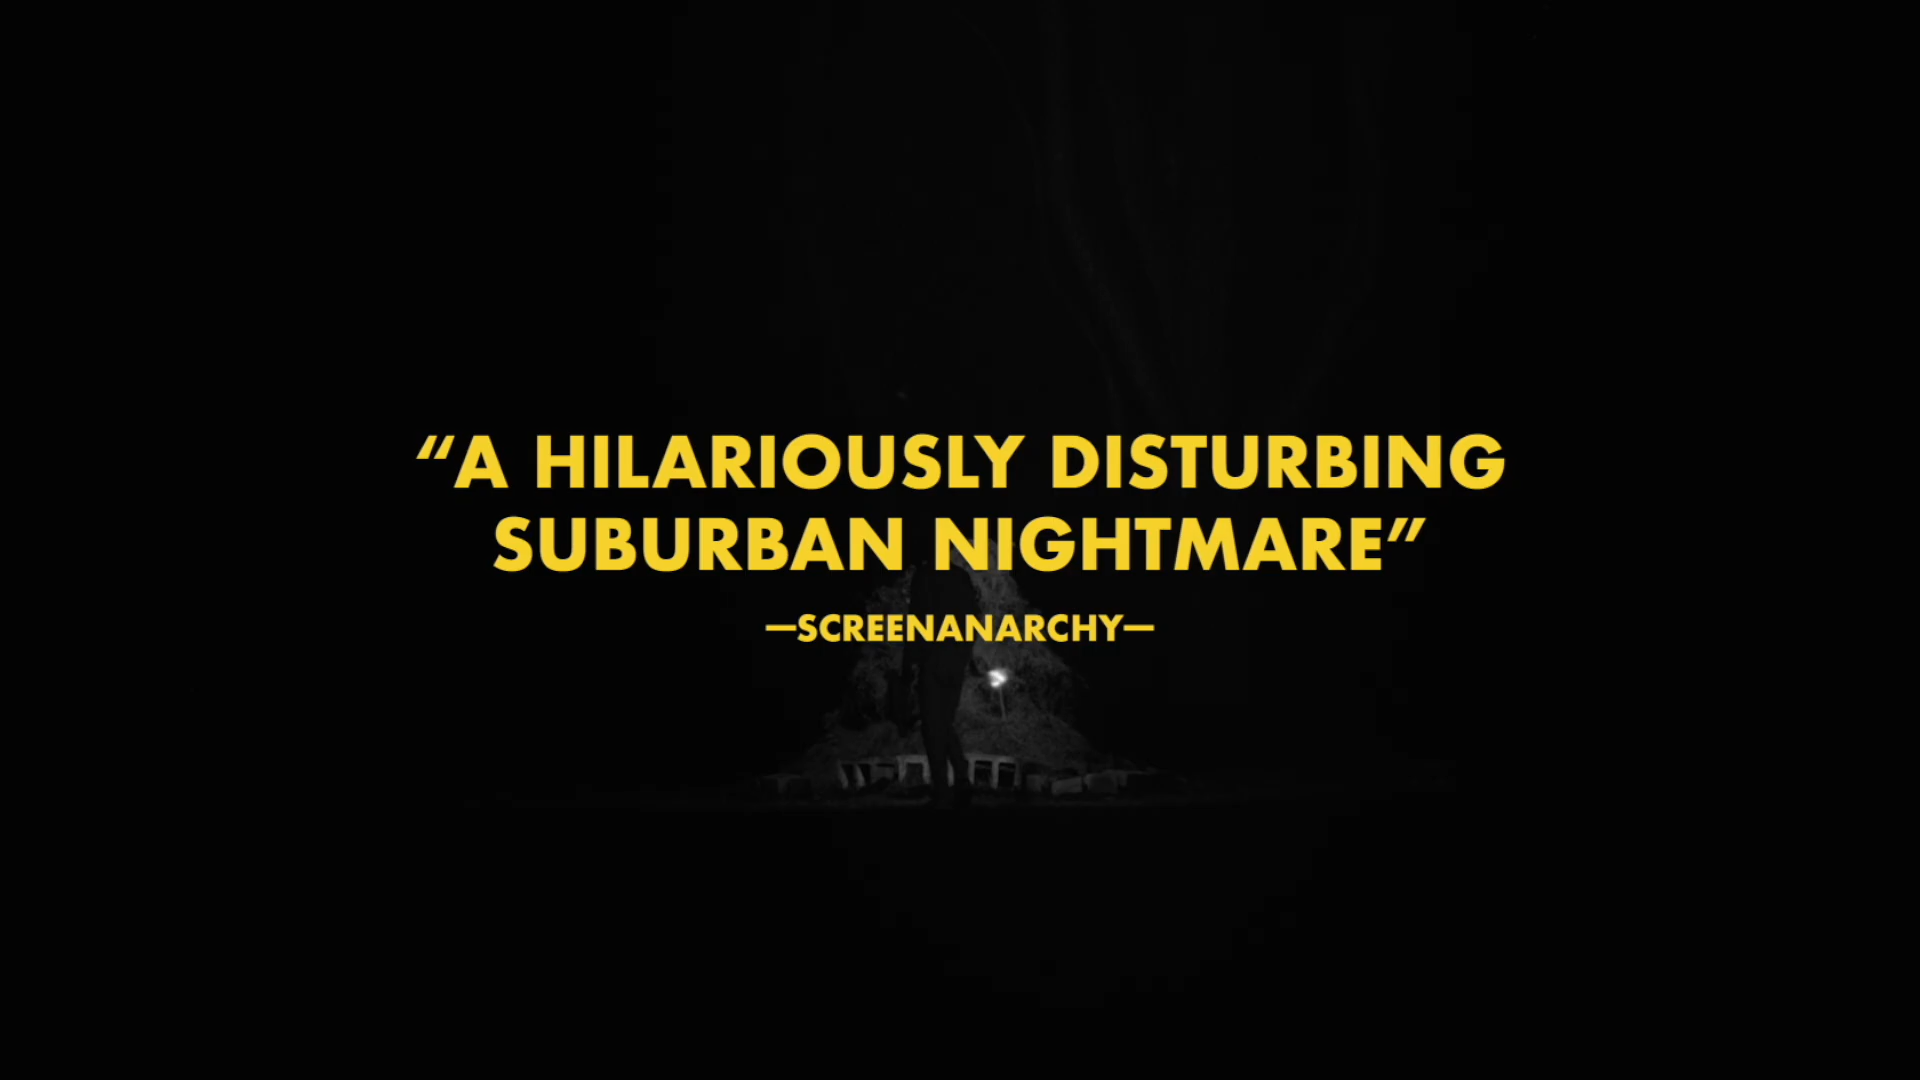 “A HILARIOUSLY DISTURBING
SUBURBAN NIGHTMARE”
—SCREENANARCHY—